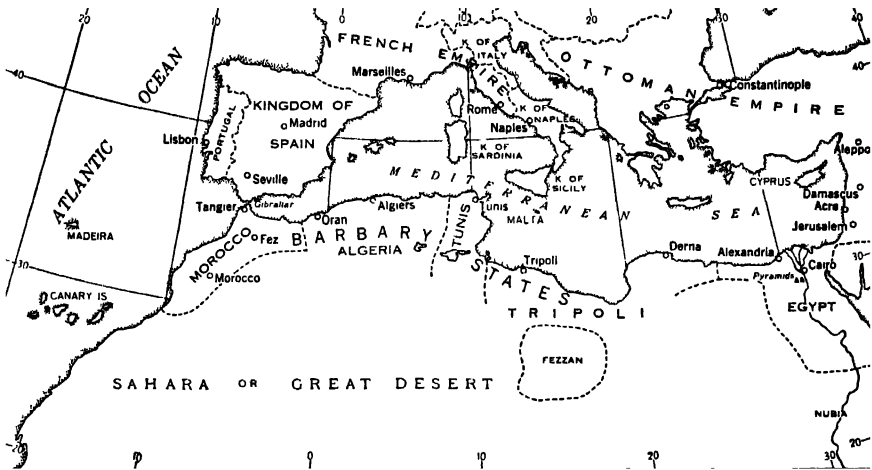 20
10
0
10
20
30
40
FRENCH
EMPIRE
K OF
ITALY
OTTOMAN
EMPIRE
40
40
OCEAN
Marseilles
Constantinople
KINGDOM OF
SPAIN
Madrid
PORTUGAL
Lisbon
Rome
K OF
NAPLES
Naples
K OF
SARDINIA
K OF
SICILY
Aleppo
ATLANTIC
Seville
MEDITERRANEAN SEA
CYPRUS
Damascus
Acre
Jerusalem
Tangier
Gibraltar
Oran
Algiers
Tunis
TUNIS
MALTA
MADEIRA
Fez
BARBARY
STATES
ALGERIA
MOROCCO
Morocco
Tripoli
Derna
Alexandria
Cairo
Pyramids
30
30
CANARY IS
TRIPOLI
EGYPT
FEZZAN
SAHARA OR GREAT DESERT
NUBIA
20
20
0
10
20
30